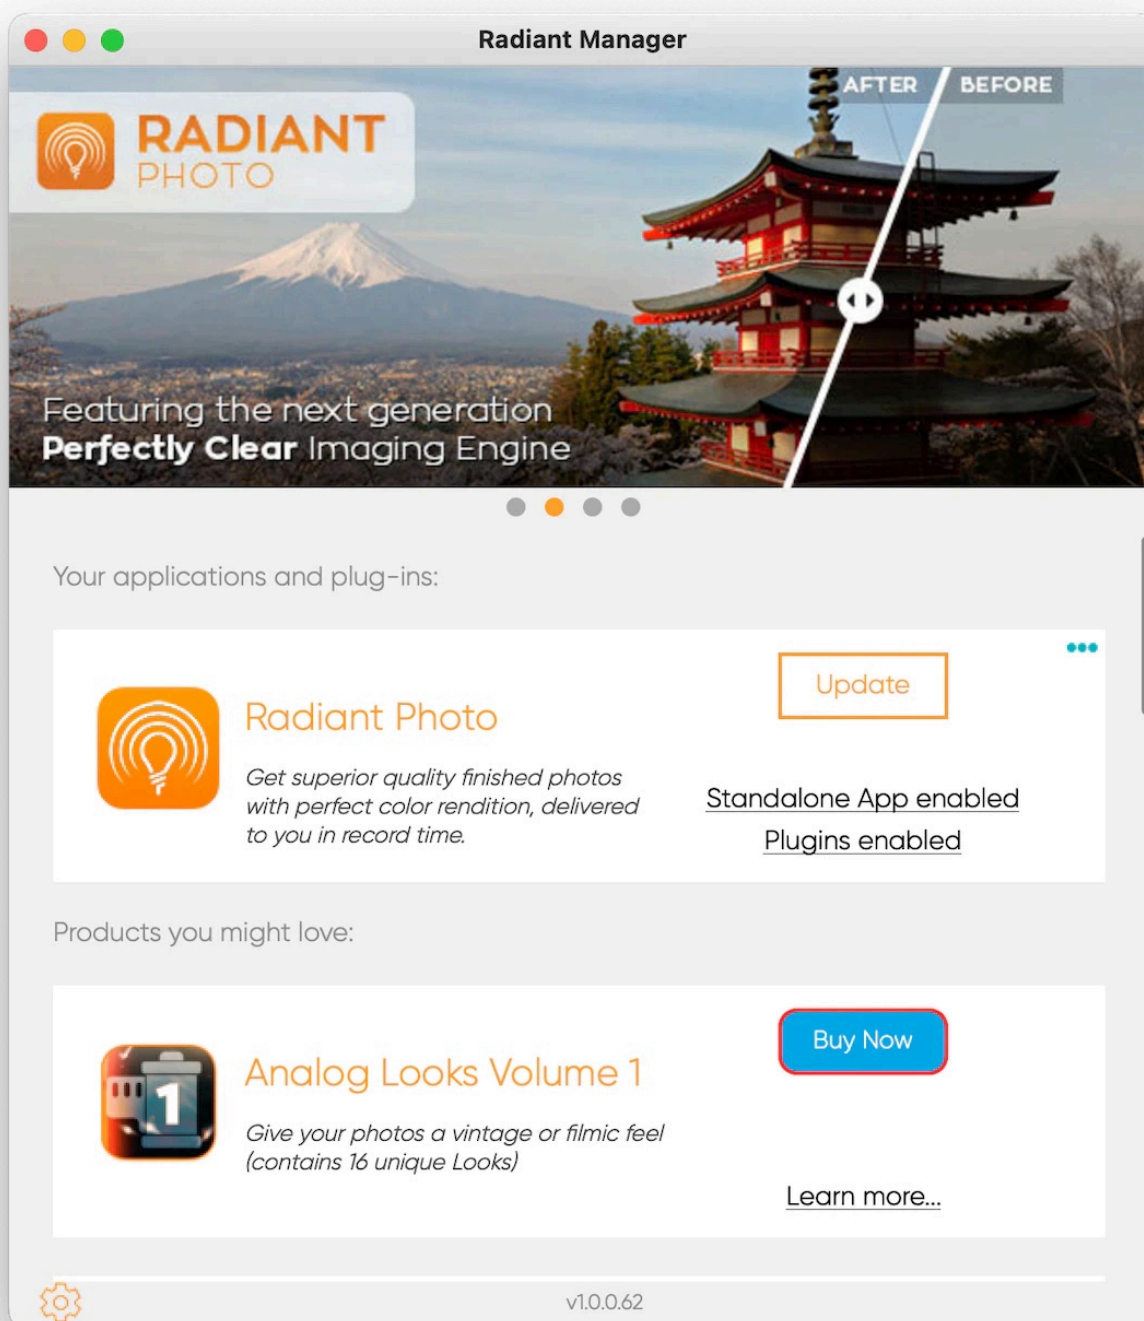 Radiant Manager
RADIANT
PHOTO
AFTER
BEFORE
Featuring the next generation
Perfectly Clear Imaging Engine
Your applications and plug-ins:
Radiant Photo
Get superior quality finished photos
with perfect color rendition, delivered
to you in record time.
Update
Standalone App enabled
Plugins enabled
Products you might love:
1
Analog Looks Volume 1
Give your photos a vintage or filmic feel
(contains 16 unique Looks)
Buy Now
Learn more...
v1.0.0.62